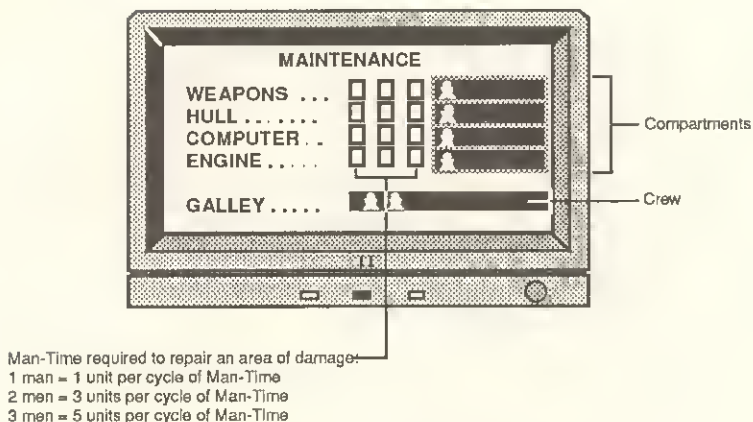 MAINTENANCE
WEAPONS ...
HULL .......
COMPUTER ..
ENGINE .....
GALLEY .....
Compartments
Crew
Man-Time required to repair an area of damage:
1 man = 1 unit per cycle of Man-Time
2 men = 3 units per cycle of Man-Time
3 men = 5 units per cycle of Man-Time